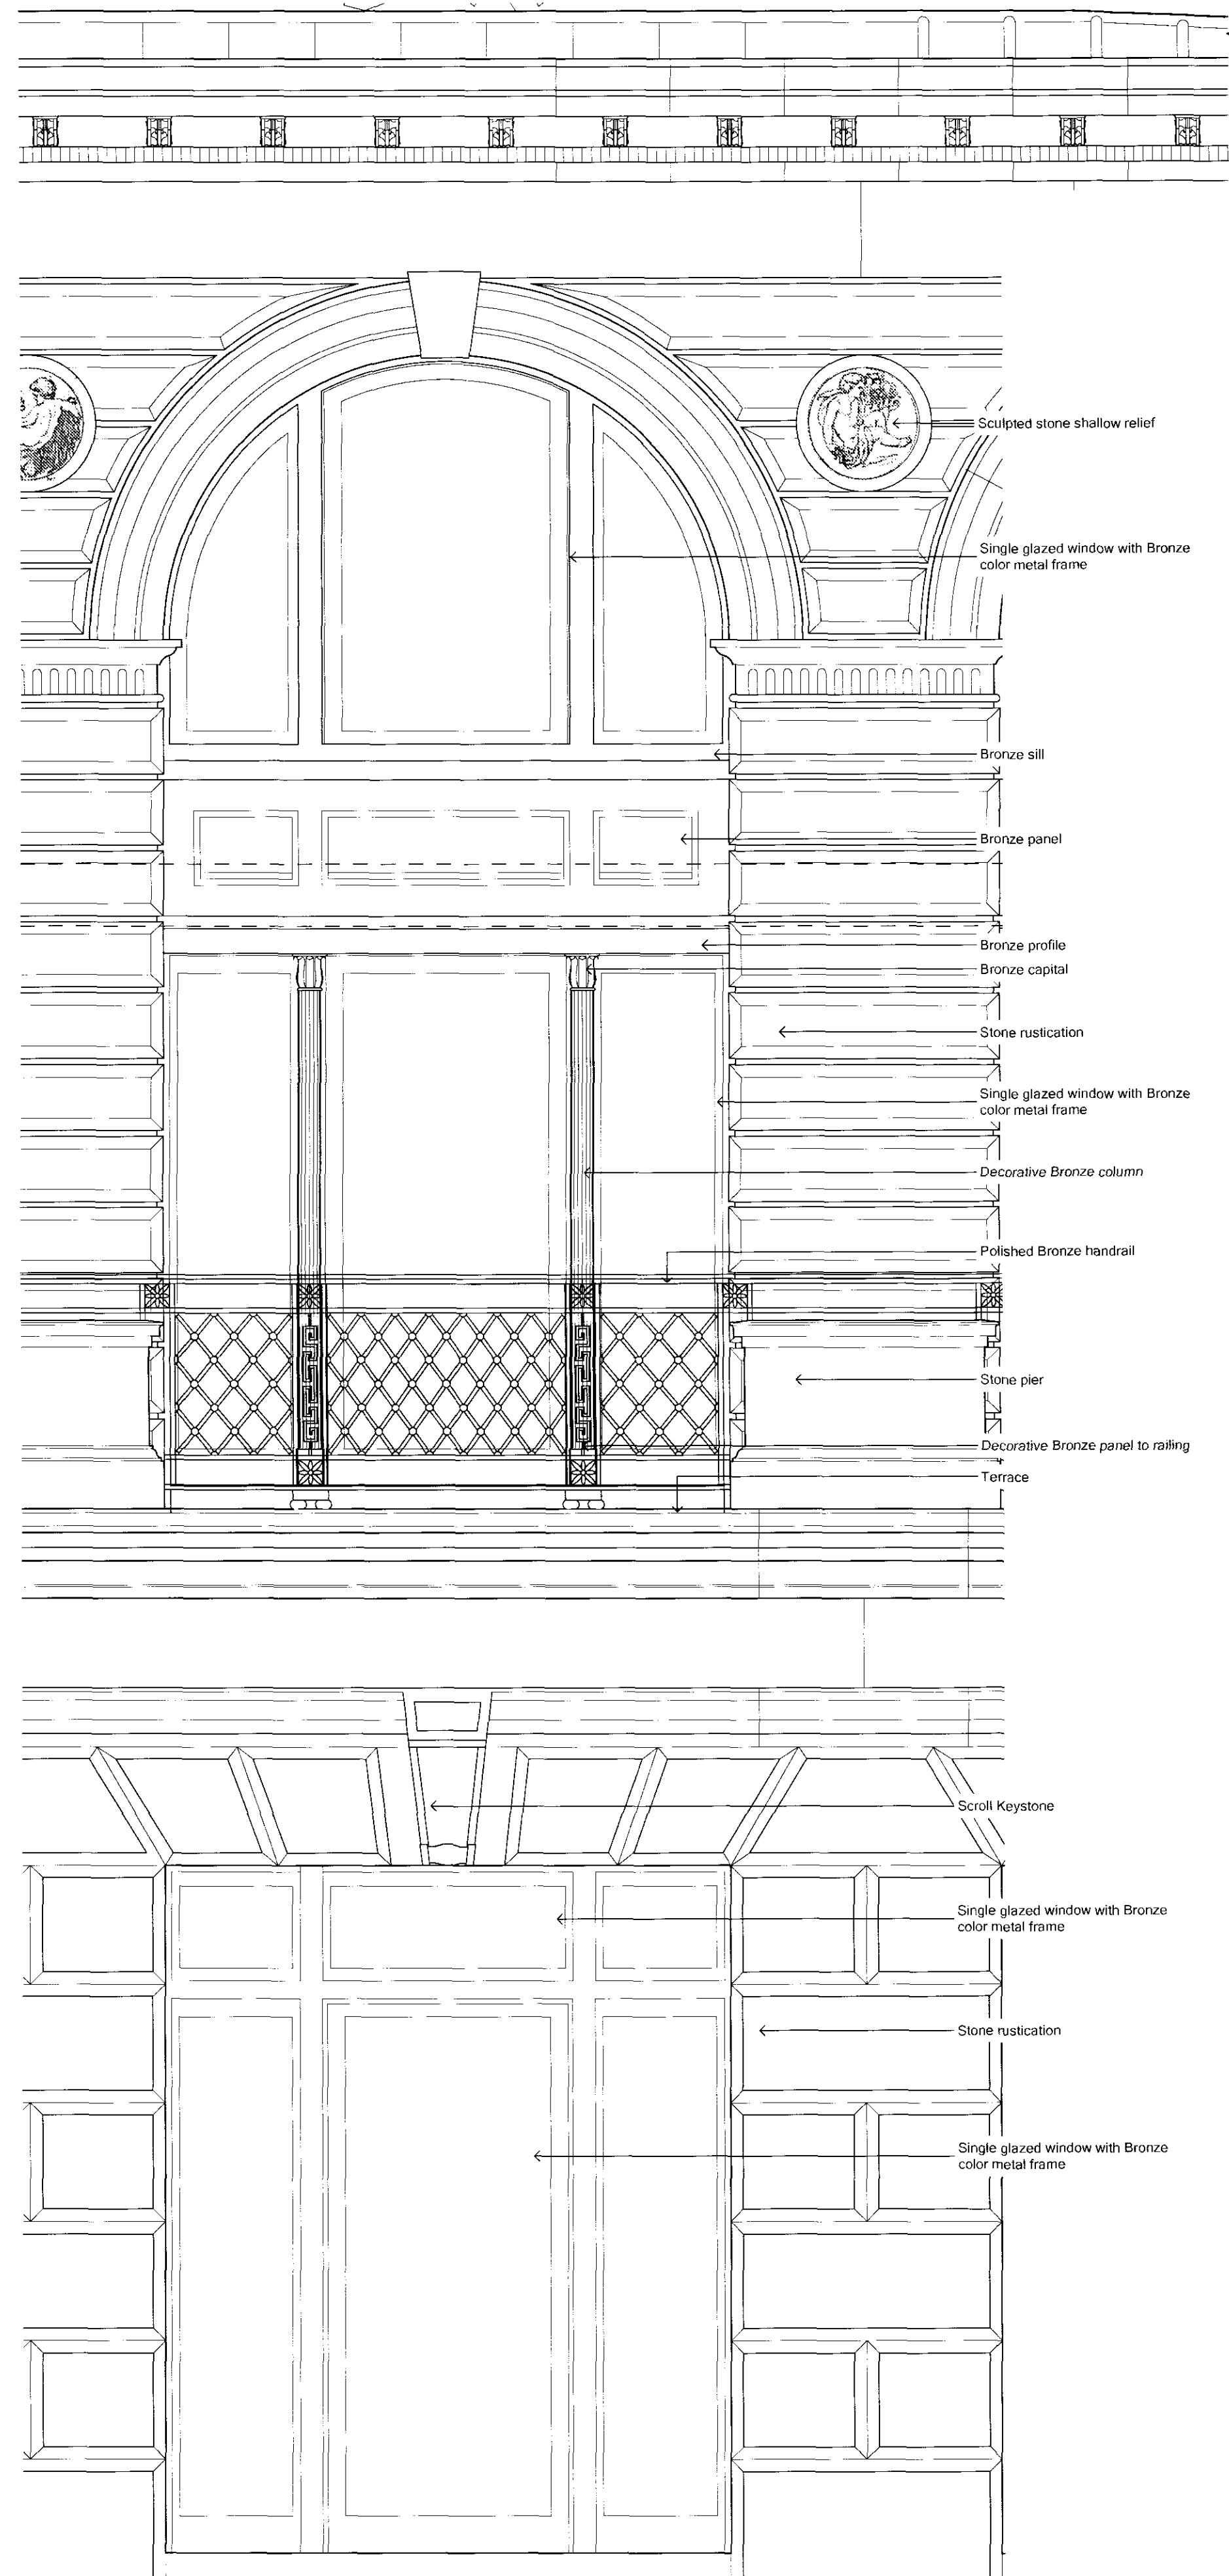 Sculpted stone shallow relief
Single glazed window with Bronze
color metal frame
Bronze sill
Bronze panel
Bronze profile
Bronze capital
Stone rustication
Single glazed window with Bronze
color metal frame
Decorative Bronze column
Polished Bronze handrail
Stone pier
Decorative Bronze panel to railing
Terrace
Scroll Keystone
Single glazed window with Bronze
color metal frame
Stone rustication
Single glazed window with Bronze
color metal frame